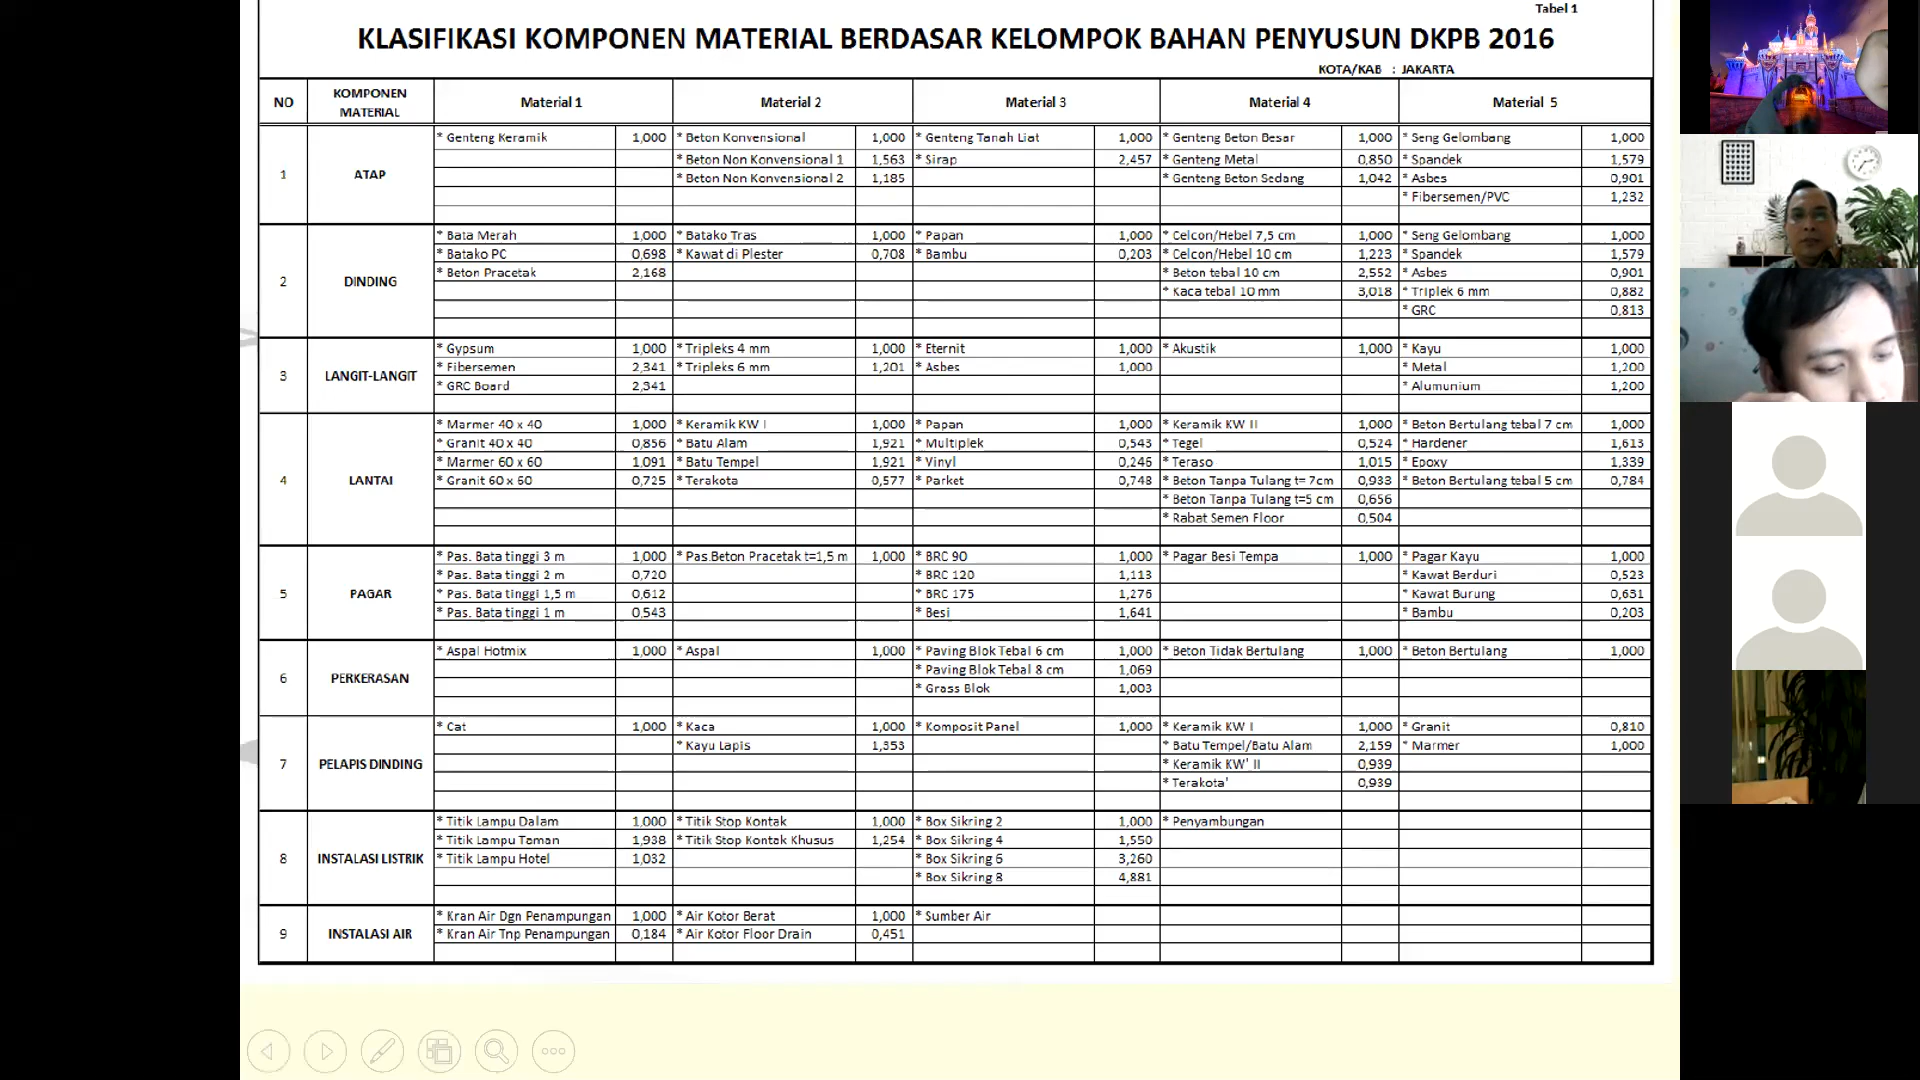 Tabel 1
KLASIFIKASI KOMPONEN MATERIAL BERDASAR KELOMPOK BAHAN PENYUSUN DKPB 2016
KOTA/KAB : JAKARTA
NO KOMPONEN MATERIAL Material 1 Material 2 Material 3 Material 4 Material 5
1 ATAP
* Genteng Keramik 1,000 * Beton Konvensional 1,000 * Genteng Tanah Liat 1,000 * Genteng Beton Besar 1,000 * Seng Gelombang 1,000
* Beton Non Konvensional 1 1,563 * Sirap 2,457 * Genteng Metal 0,850 * Spandek 1,579
* Beton Non Konvensional 2 1,185 * Genteng Beton Sedang 1,042 * Asbes 0,901
* Fibersemen/PVC 1,232
2 DINDING
* Bata Merah 1,000 * Batako Tras 1,000 * Papan 1,000 * Celcon/Hebel 7,5 cm 1,000 * Seng Gelombang 1,000
* Batako PC 0,698 * Kawat di Plester 0,708 * Bambu 0,203 * Celcon/Hebel 10 cm 1,223 * Spandek 1,579
* Beton Pracetak 2,168 * Beton tebal 10 cm 2,552 * Asbes 0,901
* Kaca tebal 10 mm 3,018 * Triplek 6 mm 0,882
* GRC 0,813
3 LANGIT-LANGIT
* Gypsum 1,000 * Tripleks 4 mm 1,000 * Eternit 1,000 * Akustik 1,000 * Kayu 1,000
* Fibersemen 2,341 * Tripleks 6 mm 1,201 * Asbes 1,000 * Metal 1,200
* GRC Board 2,341 * Alumunium 1,200
4 LANTAI
* Marmer 40 x 40 1,000 * Keramik KW I 1,000 * Papan 1,000 * Keramik KW II 1,000 * Beton Bertulang tebal 7 cm 1,000
* Granit 40 x 40 0,856 * Batu Alam 1,921 * Multiplek 0,543 * Tegel 0,524 * Hardener 1,613
* Marmer 60 x 60 1,091 * Batu Tempel 1,921 * Vinyl 0,246 * Teraso 1,015 * Epoxy 1,339
* Granit 60 x 60 0,725 * Terakota 0,577 * Parket 0,748 * Beton Tanpa Tulang t= 7cm 0,933 * Beton Bertulang tebal 5 cm 0,784
* Beton Tanpa Tulang t=5 cm 0,656
* Rabat Semen Floor 0,504
5 PAGAR
* Pas. Bata tinggi 3 m 1,000 * Pas.Beton Pracetak t=1,5 m 1,000 * BRC 90 1,000 * Pagar Besi Tempa 1,000 * Pagar Kayu 1,000
* Pas. Bata tinggi 2 m 0,720 * BRC 120 1,113 * Kawat Berduri 0,523
* Pas. Bata tinggi 1,5 m 0,612 * BRC 175 1,276 * Kawat Burung 0,631
* Pas. Bata tinggi 1 m 0,543 * Besi 1,641 * Bambu 0,203
6 PERKERASAN
* Aspal Hotmix 1,000 * Aspal 1,000 * Paving Blok Tebal 6 cm 1,000 * Beton Tidak Bertulang 1,000 * Beton Bertulang 1,000
* Paving Blok Tebal 8 cm 1,069
* Grass Blok 1,003
7 PELAPIS DINDING
* Cat 1,000 * Kaca 1,000 * Komposit Panel 1,000 * Keramik KW I 1,000 * Granit 0,810
* Kayu Lapis 1,353 * Batu Tempel/Batu Alam 2,159 * Marmer 1,000
* Keramik KW' II 0,939
* Terakota' 0,939
8 INSTALASI LISTRIK
* Titik Lampu Dalam 1,000 * Titik Stop Kontak 1,000 * Box Sikring 2 1,000 * Penyambungan
* Titik Lampu Taman 1,938 * Titik Stop Kontak Khusus 1,254 * Box Sikring 4 1,550
* Titik Lampu Hotel 1,032 * Box Sikring 6 3,260
* Box Sikring 8 4,881
9 INSTALASI AIR
* Kran Air Dgn Penampungan 1,000 * Air Kotor Berat 1,000 * Sumber Air
* Kran Air Tnp Penampungan 0,184 * Air Kotor Floor Drain 0,451